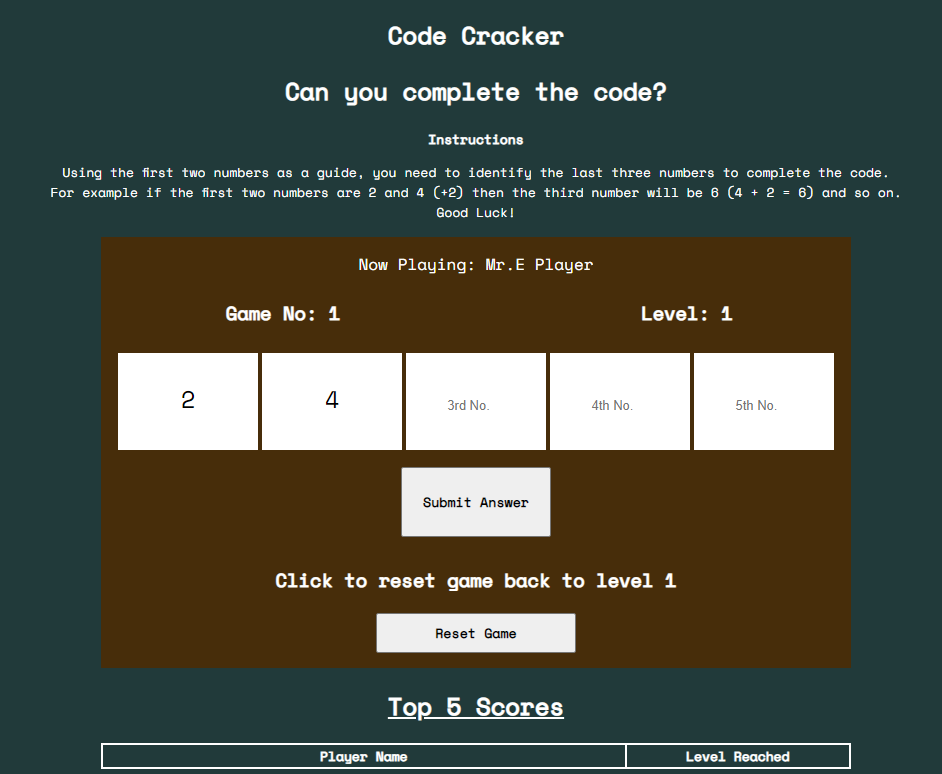 Code Cracker
Can you complete the code?
Instructions
Using the first two numbers as a guide, you need to identify the last three numbers to complete the code.
For example if the first two numbers are 2 and 4 (+2) then the third number will be 6 (4 + 2 = 6) and so on.
Good Luck!
Now Playing: Mr.E Player
Game No: 1 Level: 1
2 4 3rd No. 4th No. 5th No.
Submit Answer
Click to reset game back to level 1
Reset Game
Top 5 Scores
Player Name Level Reached